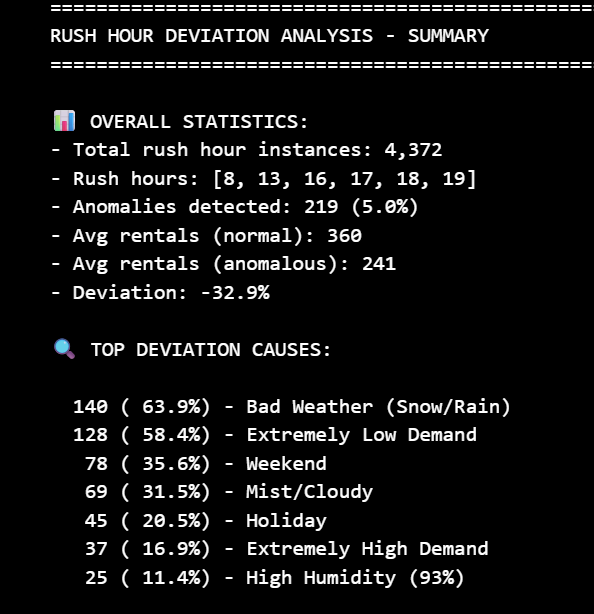 ================================================
RUSH HOUR DEVIATION ANALYSIS - SUMMARY
================================================
📊 OVERALL STATISTICS:
- Total rush hour instances: 4,372
- Rush hours: [8, 13, 16, 17, 18, 19]
- Anomalies detected: 219 (5.0%)
- Avg rentals (normal): 360
- Avg rentals (anomalous): 241
- Deviation: -32.9%
🔍 TOP DEVIATION CAUSES:
140 ( 63.9%) - Bad Weather (Snow/Rain)
128 ( 58.4%) - Extremely Low Demand
78 ( 35.6%) - Weekend
69 ( 31.5%) - Mist/Cloudy
45 ( 20.5%) - Holiday
37 ( 16.9%) - Extremely High Demand
25 ( 11.4%) - High Humidity (93%)